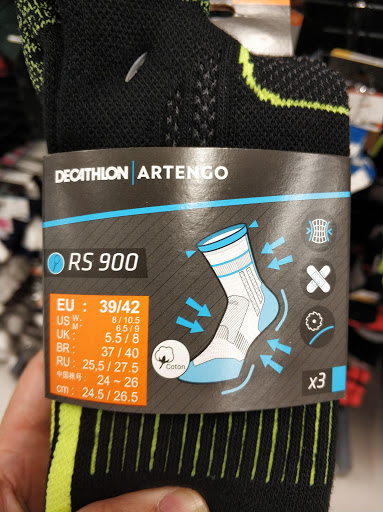 DECATHLON | ARTENGO
RS 900
EU : 39/42
US W- 8 / 10.5
M- 6.5 / 9
UK : 5.5 / 8
BR : 37 / 40
RU : 25,5 / 27.5
中国袜号 : 24 ~ 26
cm : 24.5 / 26.5
Coton
x3